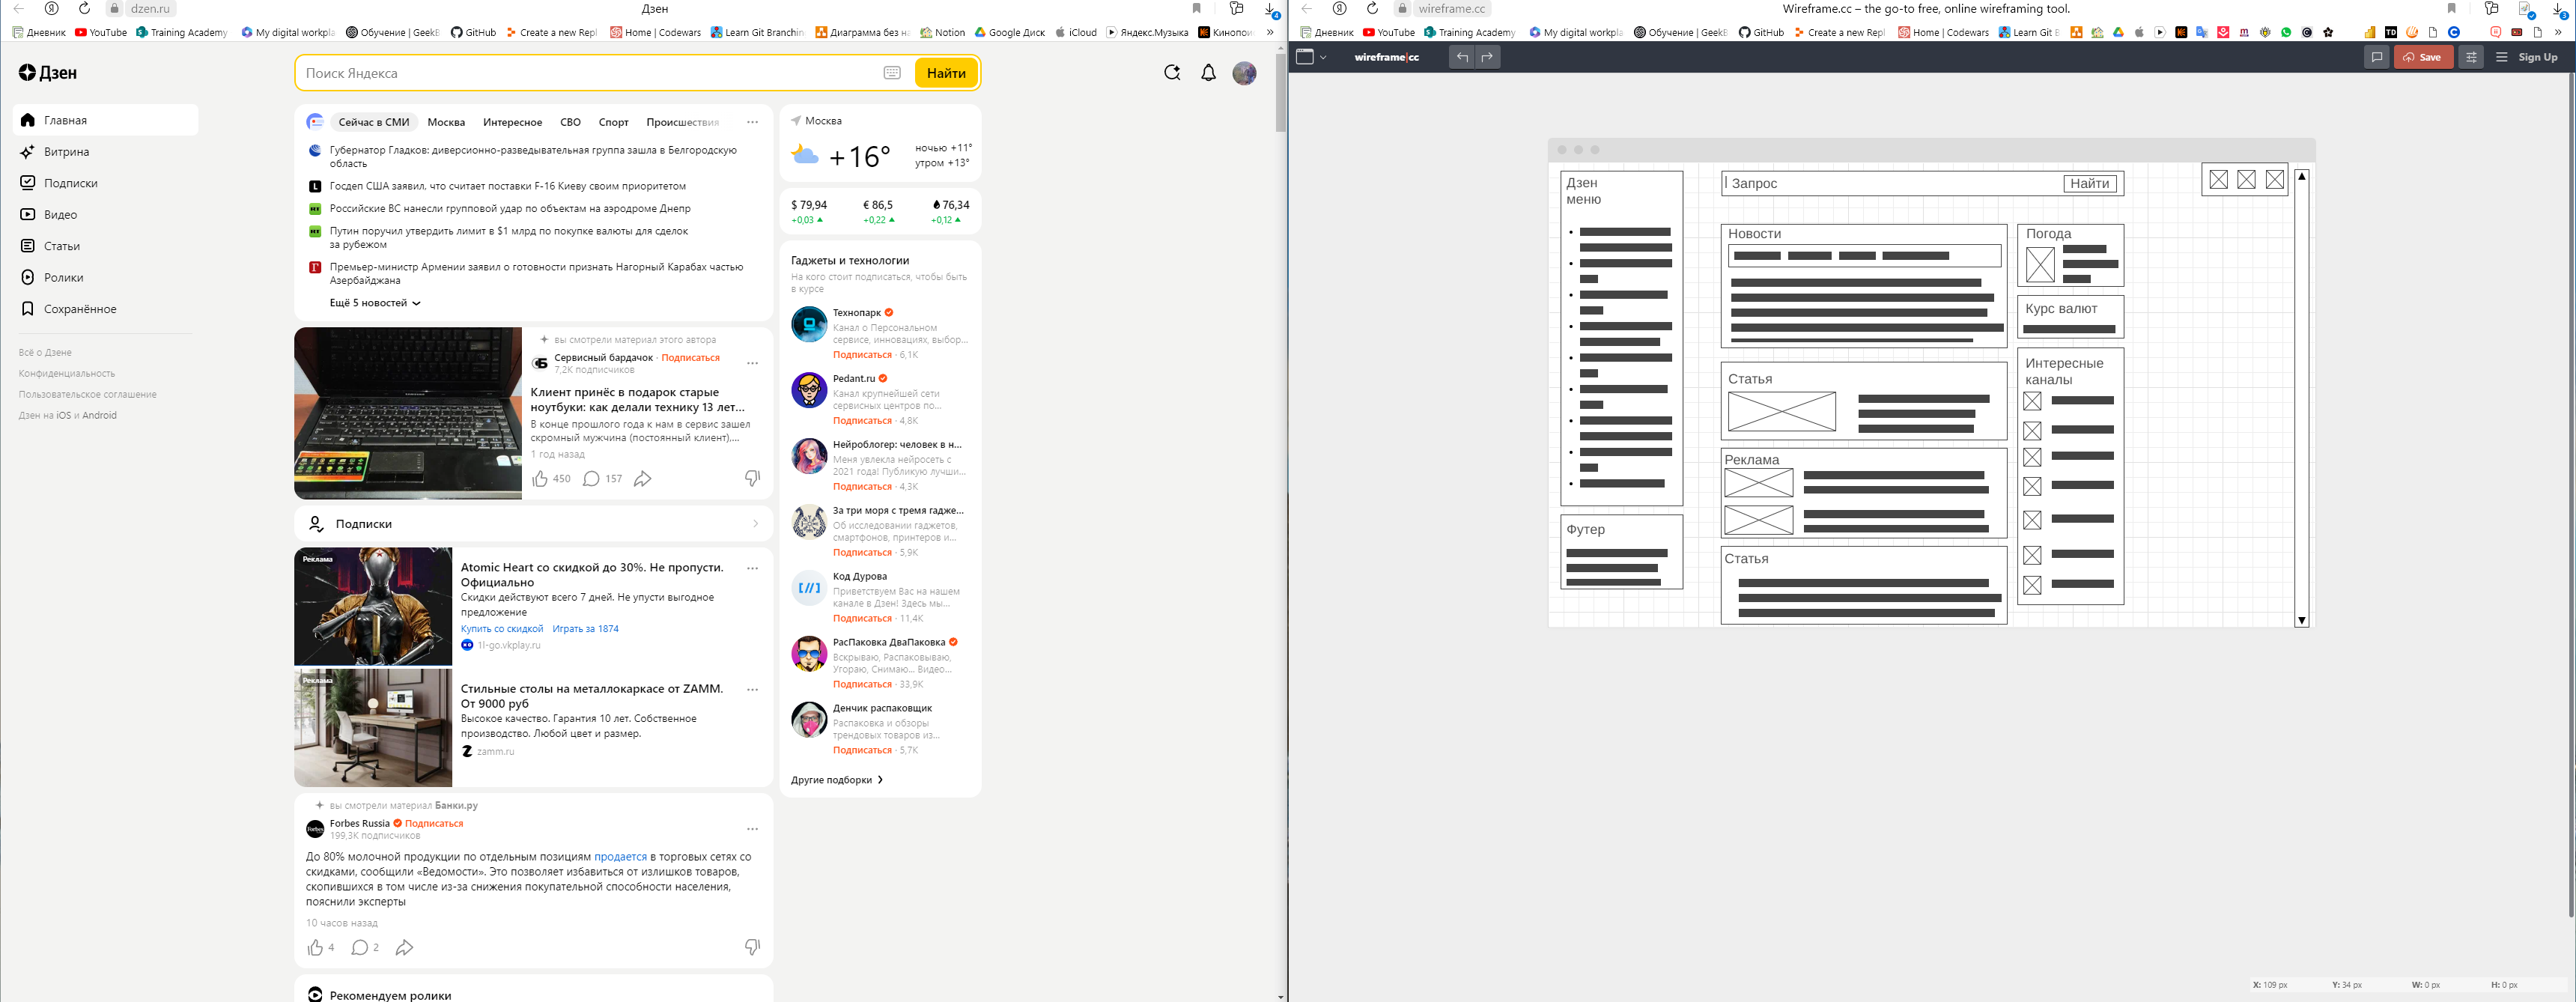 dzen.ru
Дзен
Дневник
YouTube
Training Academy
My digital workpla
Обучение | GeekB
GitHub
Create a new Repl
Home | Codewars
Learn Git Branchin
Диаграмма без на
Notion
Google Диск
iCloud
Яндекс.Музыка
Кинопои
Дзен
Поиск Яндекса
Найти
Главная
Витрина
Подписки
Видео
Статьи
Ролики
Сохранённое
Всё о Дзене
Конфиденциальность
Пользовательское соглашение
Дзен на iOS и Android
Сейчас в СМИ Москва Интересное СВО Спорт Происшествия
Губернатор Гладков: диверсионно-разведывательная группа зашла в Белгородскую
область
Госдеп США заявил, что считает поставки F-16 Киеву своим приоритетом
Российские ВС нанесли групповой удар по объектам на аэродроме Днепр
Путин поручил утвердить лимит в $1 млрд по покупке валюты для сделок
за рубежом
Премьер-министр Армении заявил о готовности признать Нагорный Карабах частью
Азербайджана
Ещё 5 новостей
вы смотрели материал этого автора
Сервисный бардачок · Подписаться
7,2K подписчиков
Клиент принёс в подарок старые
ноутбуки: как делали технику 13 лет...
В конце прошлого года к нам в сервис зашел
скромный мужчина (постоянный клиент),...
1 год назад
450 157
Подписки
Реклама
Atomic Heart со скидкой до 30%. Не пропусти.
Официально
Скидки действуют всего 7 дней. Не упусти выгодное
предложение
Купить со скидкой Играть за 1874
1l-go.vkplay.ru
Реклама
Стильные столы на металлокаркасе от ZAMM.
От 9000 руб
Высокое качество. Гарантия 10 лет. Собственное
производство. Любой цвет и размер.
zamm.ru
вы смотрели материал Банки.ру
Forbes Russia Подписаться
199,3K подписчиков
До 80% молочной продукции по отдельным позициям продается в торговых сетях со
скидками, сообщили «Ведомости». Это позволяет избавиться от излишков товаров,
скопившихся в том числе из-за снижения покупательной способности населения,
пояснили эксперты
10 часов назад
4 2
Рекомендуем ролики
Москва
+16°
ночью +11°
утром +13°
$ 79,94 € 86,5 76,34
+0,03 +0,22 +0,12
Гаджеты и технологии
На кого стоит подписаться, чтобы быть
в курсе
Технопарк
Канал о Персональном
сервисе, инновациях, выбор...
Подписаться · 6,1K
Pedant.ru
Канал крупнейшей сети
сервисных центров по...
Подписаться · 4,8K
Нейроблогер: человек в н...
Меня увлекла нейросеть с
2021 года! Публикую лучши...
Подписаться · 4,3K
За три моря с тремя гадже...
Об исследовании гаджетов,
смартфонов, принтеров и...
Подписаться · 5,9K
Код Дурова
Приветствуем Вас на нашем
канале в Дзен! Здесь мы...
Подписаться · 11,4K
РасПаковка ДваПаковка
Вскрываю, Распаковываю,
Угораю, Снимаю... Видео...
Подписаться · 33,9K
Денчик распаковщик
Распаковка и обзоры
трендовых товаров из...
Подписаться · 5,7K
Другие подборки
wireframe.cc
Wireframe.cc – the go-to free, online wireframing tool.
Дневник
YouTube
Training Academy
My digital workpla
Обучение | GeekB
GitHub
Create a new Repl
Home | Codewars
Learn Git B
wireframe|cc
Save
Sign Up
Дзен
меню
Запрос
Найти
Новости
Погода
Курс валют
Статья
Интересные
каналы
Реклама
Футер
Статья
X: 109 px Y: 34 px W: 0 px H: 0 px